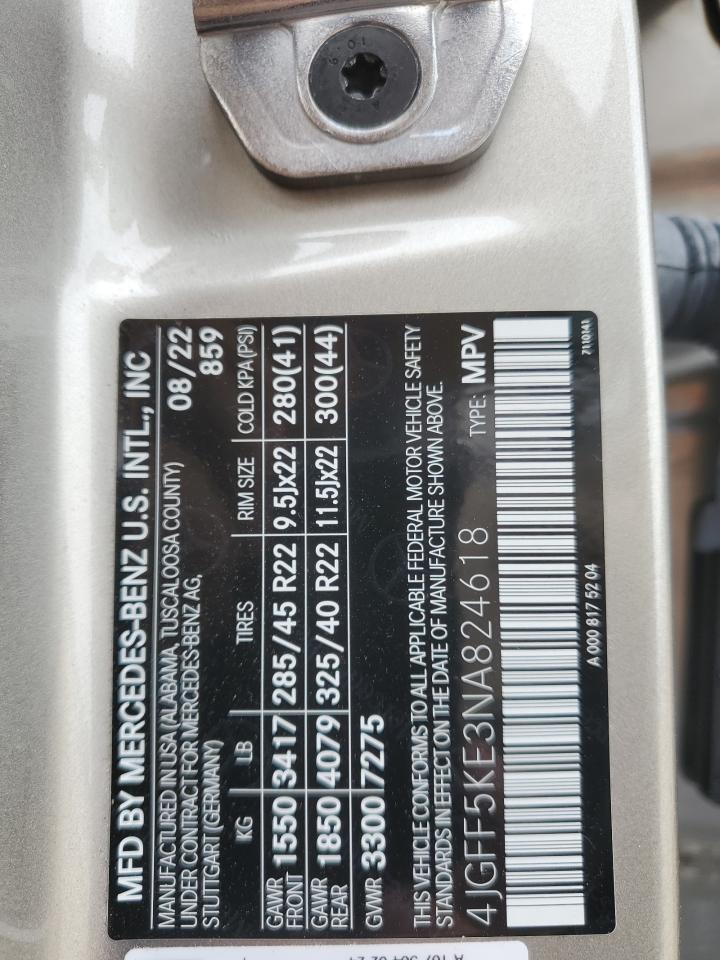 MFD BY MERCEDES-BENZ U.S. INTL., INC
MANUFACTURED IN USA (ALABAMA, TUSCALOOSA COUNTY) 08/22
UNDER CONTRACT FOR MERCEDES-BENZ AG, 859
STUTTGART (GERMANY)
KG LB TIRES RIM SIZE COLD KPA(PSI)
GAWR FRONT 1550 3417 285/45 R22 9.5Jx22 280(41)
GAWR REAR 1850 4079 325/40 R22 11.5Jx22 300(44)
GVWR 3300 7275
THIS VEHICLE CONFORMS TO ALL APPLICABLE FEDERAL MOTOR VEHICLE SAFETY
STANDARDS IN EFFECT ON THE DATE OF MANUFACTURE SHOWN ABOVE.
4JGFF5KE3NA824618 TYPE: MPV
A 000 817 52 04 7110141